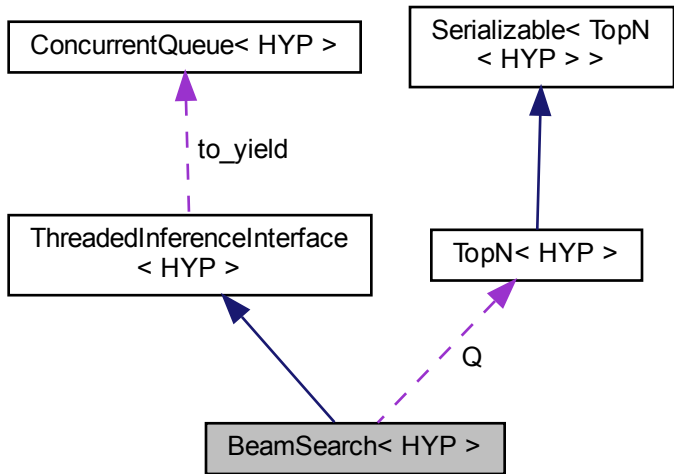 ConcurrentQueue< HYP >
Serializable< TopN
< HYP > >
to_yield
ThreadedInferenceInterface
< HYP >
TopN< HYP >
Q
BeamSearch< HYP >